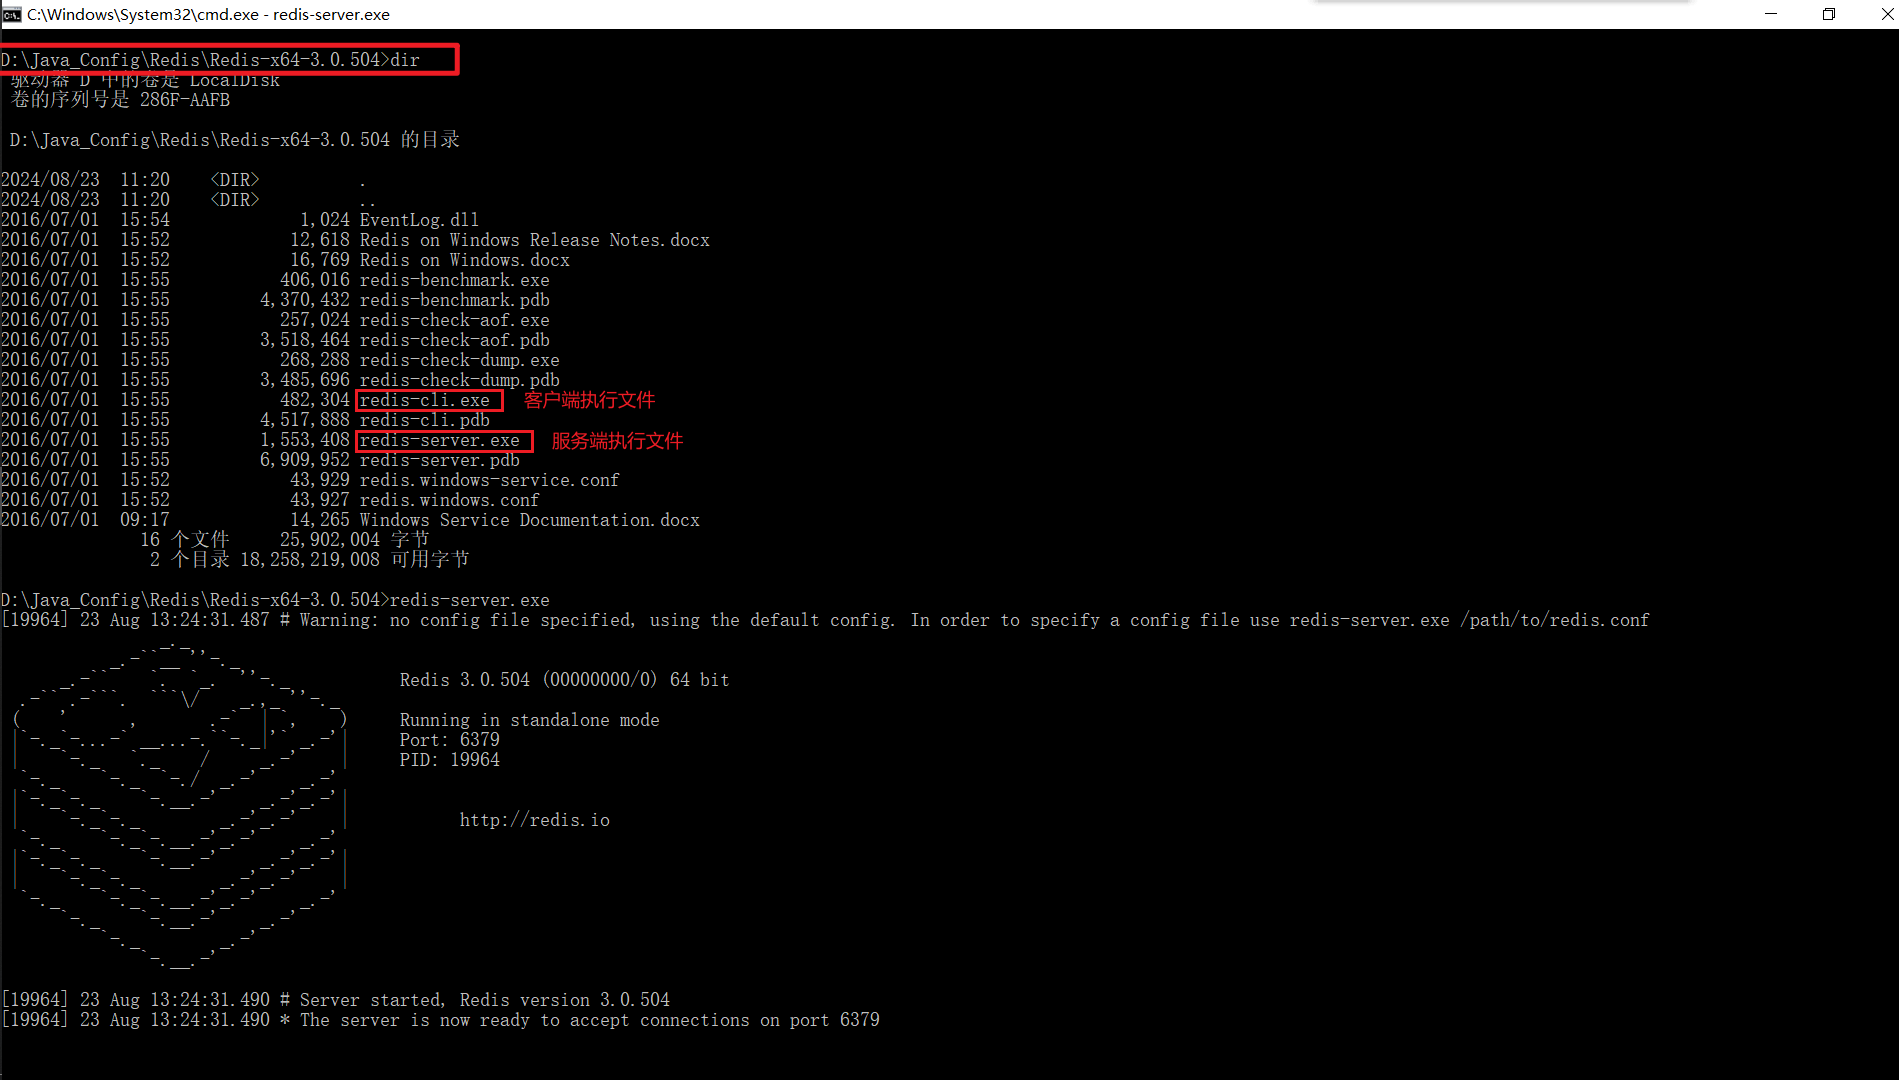 C:\Windows\System32\cmd.exe - redis-server.exe
D:\Java_Config\Redis\Redis-x64-3.0.504>dir
驱动器 D 中的卷是 LocalDisk
卷的序列号是 286F-AAFB
D:\Java_Config\Redis\Redis-x64-3.0.504 的目录
2024/08/23  11:20    <DIR>          .
2024/08/23  11:20    <DIR>          ..
2016/07/01  15:54             1,024 EventLog.dll
2016/07/01  15:52            12,618 Redis on Windows Release Notes.docx
2016/07/01  15:52            16,769 Redis on Windows.docx
2016/07/01  15:55           406,016 redis-benchmark.exe
2016/07/01  15:55         4,370,432 redis-benchmark.pdb
2016/07/01  15:55           257,024 redis-check-aof.exe
2016/07/01  15:55         3,518,464 redis-check-aof.pdb
2016/07/01  15:55           268,288 redis-check-dump.exe
2016/07/01  15:55         3,485,696 redis-check-dump.pdb
2016/07/01  15:55           482,304 redis-cli.exe 客户端执行文件
2016/07/01  15:55         4,517,888 redis-cli.pdb
2016/07/01  15:55         1,553,408 redis-server.exe 服务端执行文件
2016/07/01  15:55         6,909,952 redis-server.pdb
2016/07/01  15:52            43,929 redis.windows-service.conf
2016/07/01  15:52            43,927 redis.windows.conf
2016/07/01  09:17            14,265 Windows Service Documentation.docx
16 个文件     25,902,004 字节
2 个目录 18,258,219,008 可用字节
D:\Java_Config\Redis\Redis-x64-3.0.504>redis-server.exe
[19964] 23 Aug 13:24:31.487 # Warning: no config file specified, using the default config. In order to specify a config file use redis-server.exe /path/to/redis.conf
Redis 3.0.504 (00000000/0) 64 bit
Running in standalone mode
Port: 6379
PID: 19964
http://redis.io
[19964] 23 Aug 13:24:31.490 # Server started, Redis version 3.0.504
[19964] 23 Aug 13:24:31.490 * The server is now ready to accept connections on port 6379